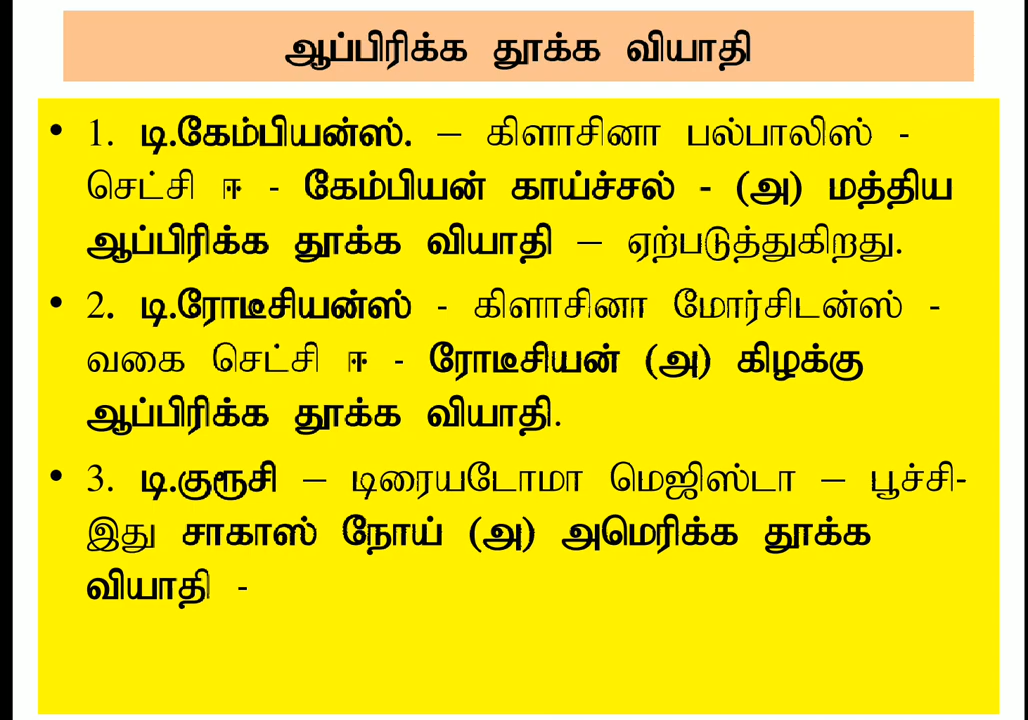 ஆப்பிரிக்க தூக்க வியாதி
• 1. டி.கேம்பியன்ஸ். – கிளாசினா பல்பாலிஸ் -
செட்சி ஈ - கேம்பியன் காய்ச்சல் - (அ) மத்திய
ஆப்பிரிக்க தூக்க வியாதி – ஏற்படுத்துகிறது.
• 2. டி.ரோடீசியன்ஸ் - கிளாசினா மோர்சிடன்ஸ் -
வகை செட்சி ஈ - ரோடீசியன் (அ) கிழக்கு
ஆப்பிரிக்க தூக்க வியாதி.
• 3. டி.குரூசி – டிரையடோமா மெஜிஸ்டா – பூச்சி-
இது சாகாஸ் நோய் (அ) அமெரிக்க தூக்க
வியாதி -